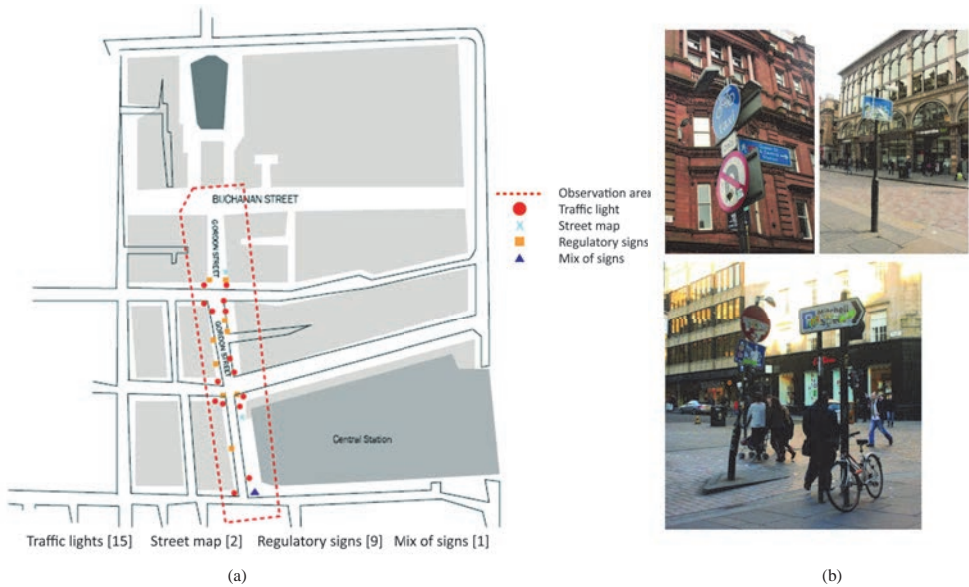 BUCHANAN STREET
GORDON STREET
GORDON STREET
Central Station
Observation area
Traffic light
Street map
Regulatory signs
Mix of signs
Traffic lights [15] Street map [2] Regulatory signs [9] Mix of signs [1]
Mitchell
(a) (b)